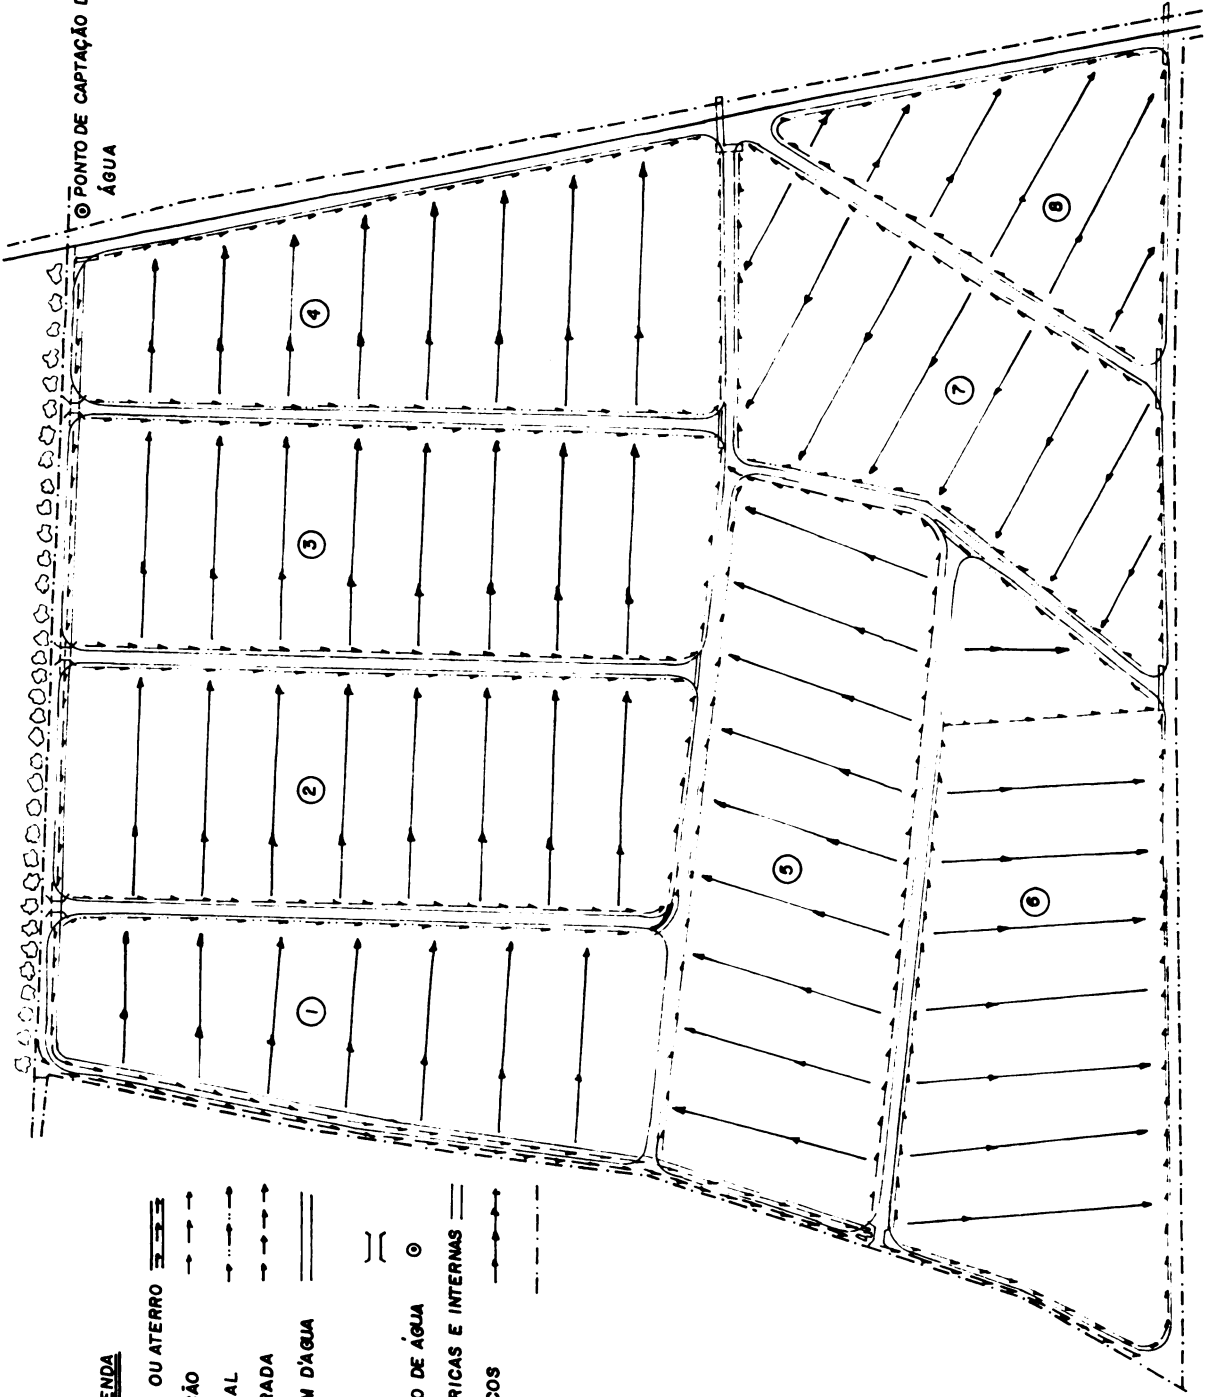 PONTO DE CAPTAÇÃO D
ÁGUA
4
3
2
1
8
7
5
6
ENDA
OU ATERRO
ÃO
AL
RADA
M D'ÁGUA
O DE ÁGUA
RICAS E INTERNAS
COS